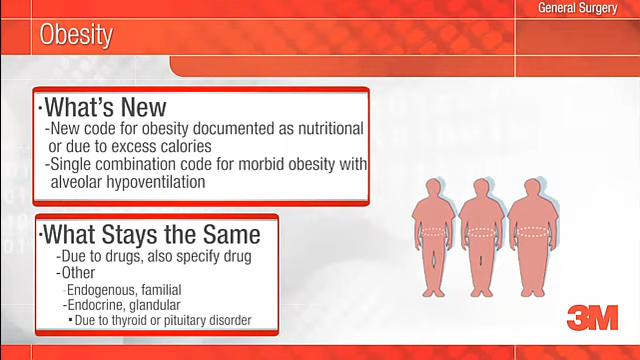 General Surgery
Obesity
·What's New
-New code for obesity documented as nutritional
or due to excess calories
-Single combination code for morbid obesity with
alveolar hypoventilation
·What Stays the Same
-Due to drugs, also specify drug
-Other
-Endogenous, familial
-Endocrine, glandular
▪Due to thyroid or pituitary disorder
3M